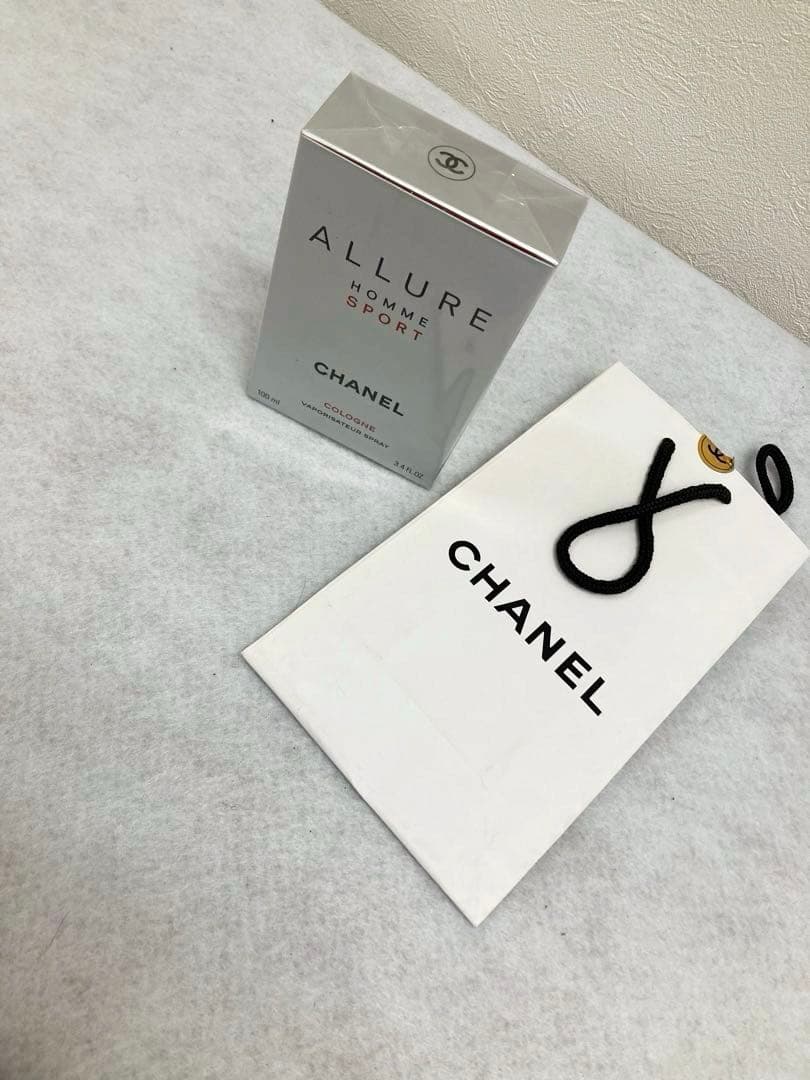 ALLURE
HOMME
SPORT
CHANEL
COLOGNE
VAPORISATEUR SPRAY
100 ml
3.4 FL.OZ
CHANEL